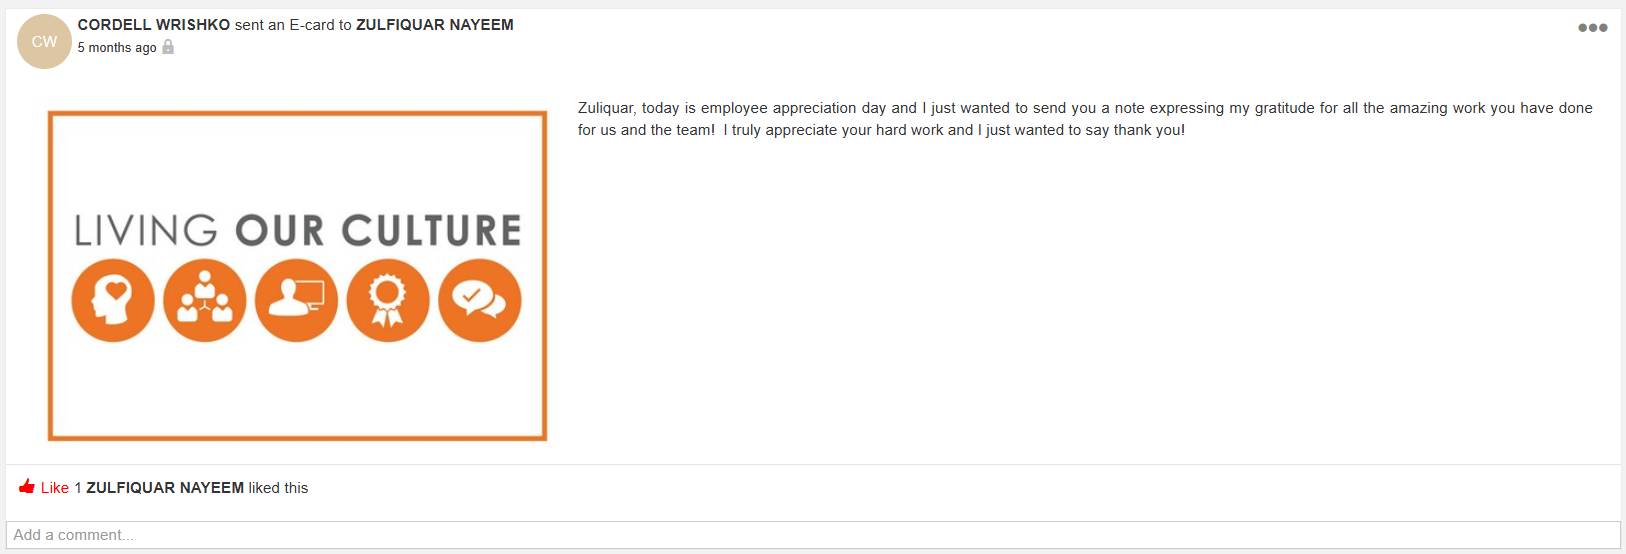 CW
CORDELL WRISHKO sent an E-card to ZULFIQUAR NAYEEM
5 months ago
Zuliquar, today is employee appreciation day and I just wanted to send you a note expressing my gratitude for all the amazing work you have done
for us and the team!  I truly appreciate your hard work and I just wanted to say thank you!
LIVING OUR CULTURE
Like 1 ZULFIQUAR NAYEEM liked this
Add a comment...